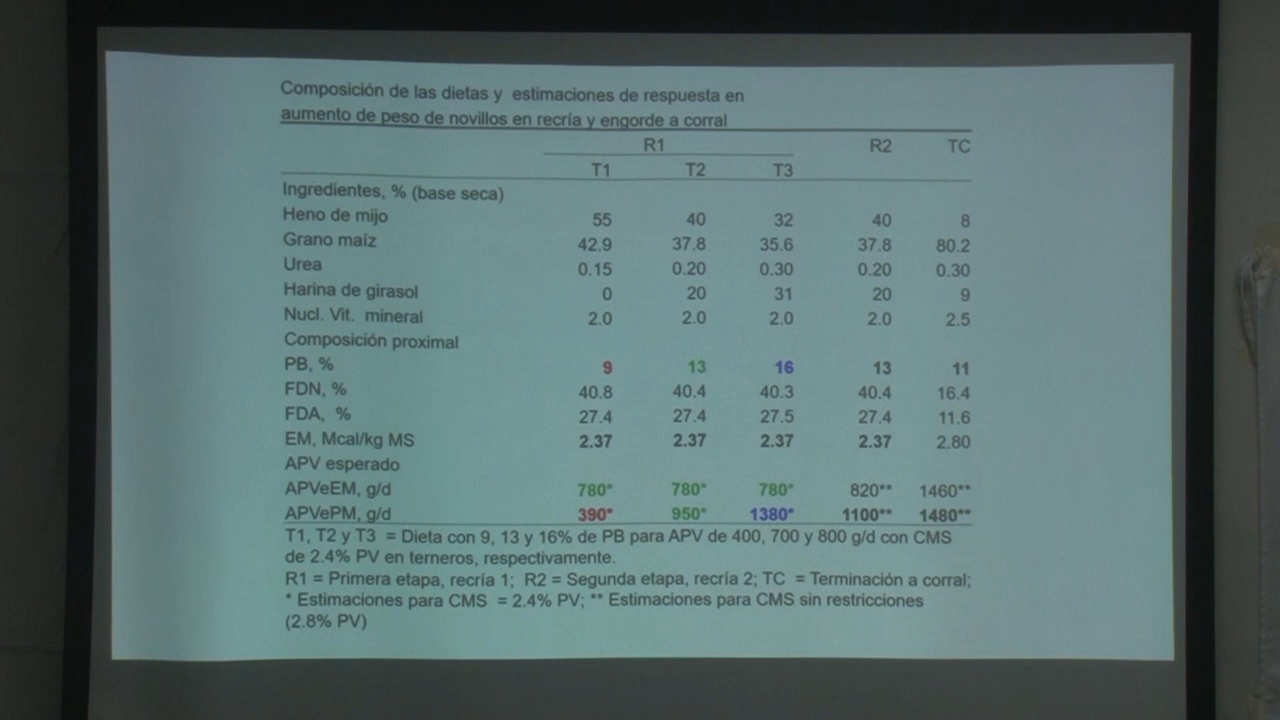 Composición de las dietas y estimaciones de respuesta en
aumento de peso de novillos en recría y engorde a corral
R1 R2 TC
T1 T2 T3
Ingredientes, % (base seca)
Heno de mijo 55 40 32 40 8
Grano maíz 42.9 37.8 35.6 37.8 80.2
Urea 0.15 0.20 0.30 0.20 0.30
Harina de girasol 0 20 31 20 9
Nucl. Vit. mineral 2.0 2.0 2.0 2.0 2.5
Composición proximal
PB, % 9 13 16 13 11
FDN, % 40.8 40.4 40.3 40.4 16.4
FDA, % 27.4 27.4 27.5 27.4 11.6
EM, Mcal/kg MS 2.37 2.37 2.37 2.37 2.80
APV esperado
APVeEM, g/d 780* 780* 780* 820** 1460**
APVePM, g/d 390* 950* 1380* 1100** 1480**
T1, T2 y T3 = Dieta con 9, 13 y 16% de PB para APV de 400, 700 y 800 g/d con CMS
de 2.4% PV en terneros, respectivamente.
R1 = Primera etapa, recría 1; R2 = Segunda etapa, recría 2; TC = Terminación a corral;
* Estimaciones para CMS = 2.4% PV; ** Estimaciones para CMS sin restricciones
(2.8% PV)